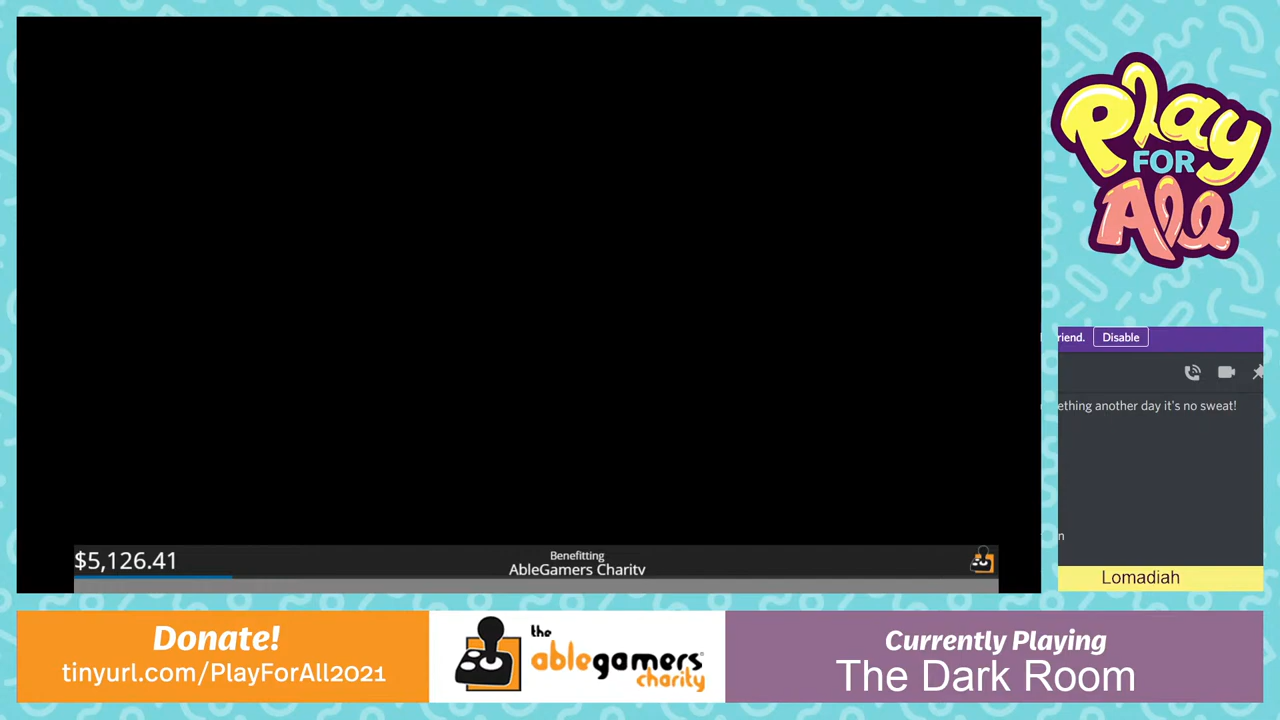 Play
FOR
All
riend.
Disable
ething another day it's no sweat!
n
Lomadiah
$5,126.41
Benefitting
AbleGamers Charity
Donate!
tinyurl.com/PlayForAll2021
the
ablegamers
charity
Currently Playing
The Dark Room